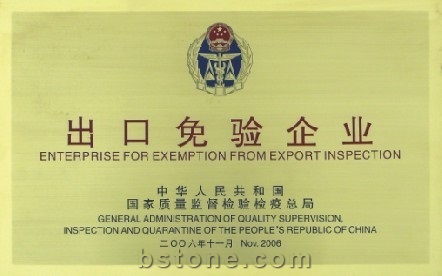 出口免验企业
ENTERPRISE FOR EXEMPTION FROM EXPORT INSPECTION
中华人民共和国
国家质量监督检验检疫总局
GENERAL ADMINISTRATION OF QUALITY SUPERVISION,
INSPECTION AND QUARANTINE OF THE PEOPLE'S REPUBLIC OF CHINA
二〇〇六年十一月 Nov. 2006
bstone.com